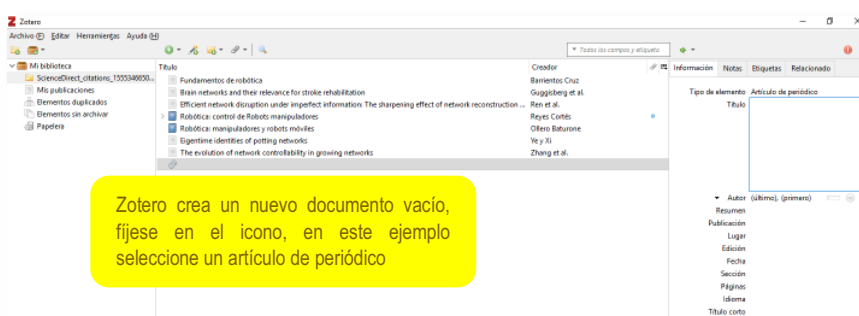 Zotero
Archivo (F) Editar Herramientas Ayuda (H)
Todos los campos y etiquetas
Mi biblioteca
ScienceDirect_citations_1555346650...
Mis publicaciones
Elementos duplicados
Elementos sin archivar
Papelera
Título Creador
Fundamentos de robótica Barrientos Cruz
Brain networks and their relevance for stroke rehabilitation Guggisberg et al.
Efficient network disruption under imperfect information: The sharpening effect of network reconstruction ... Ren et al.
Robótica: control de Robots manipuladores Reyes Cortés
Robótica: manipuladores y robots móviles Ollero Baturone
Eigentime identities of potting networks Ye y Xi
The evolution of network controllability in growing networks Zhang et al.
Información Notas Etiquetas Relacionado
Tipo de elemento Artículo de periódico
Título
Autor (último), (primero)
Resumen
Publicación
Lugar
Edición
Fecha
Sección
Páginas
Idioma
Título corto
Zotero crea un nuevo documento vacío,
fíjese en el icono, en este ejemplo
seleccione un artículo de periódico